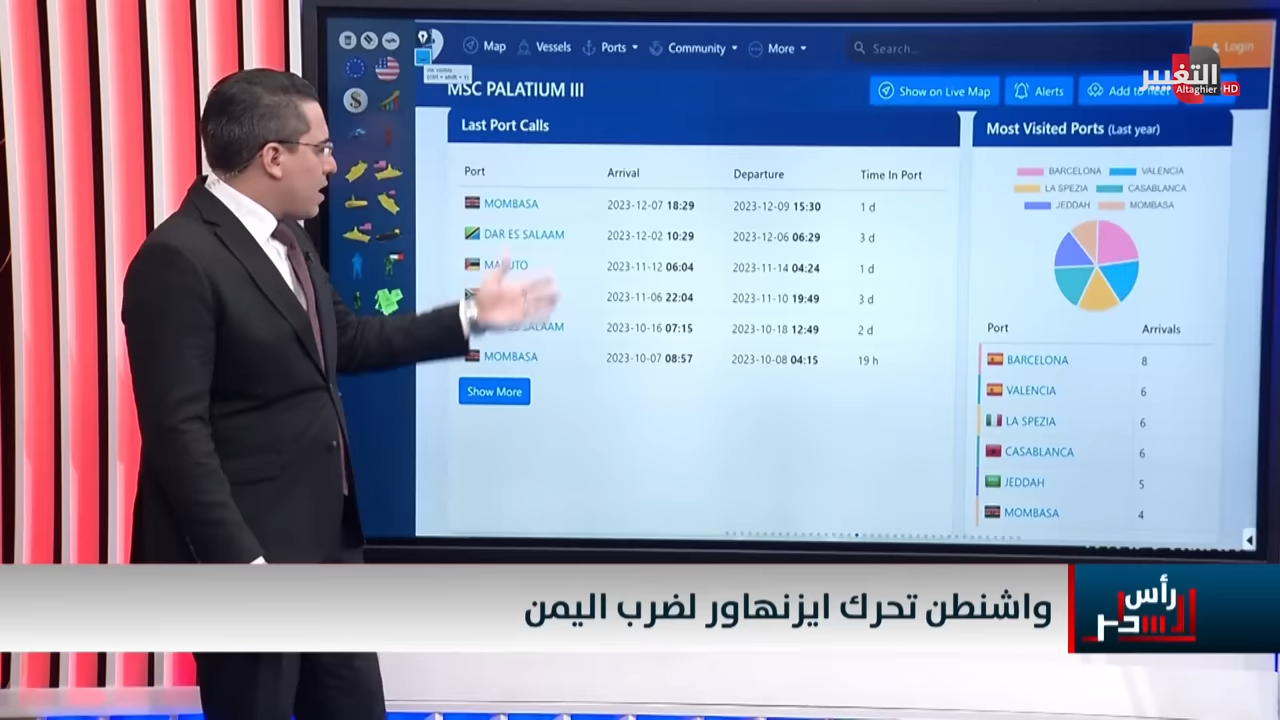 Map Vessels Ports Community More Search... Login
التغيير
Altaghier HD
MSC PALATIUM III
Show on Live Map Alerts Add to fleet
Last Port Calls
Port Arrival Departure Time In Port
MOMBASA 2023-12-07 18:29 2023-12-09 15:30 1 d
DAR ES SALAAM 2023-12-02 10:29 2023-12-06 06:29 3 d
MAPUTO 2023-11-12 06:04 2023-11-14 04:24 1 d
2023-11-06 22:04 2023-11-10 19:49 3 d
ES SALAAM 2023-10-16 07:15 2023-10-18 12:49 2 d
MOMBASA 2023-10-07 08:57 2023-10-08 04:15 19 h
Show More
Most Visited Ports (Last year)
BARCELONA VALENCIA
LA SPEZIA CASABLANCA
JEDDAH MOMBASA
Port Arrivals
BARCELONA 8
VALENCIA 6
LA SPEZIA 6
CASABLANCA 6
JEDDAH 5
MOMBASA 4
رأس
السطر
واشنطن تحرك ايزنهاور لضرب اليمن